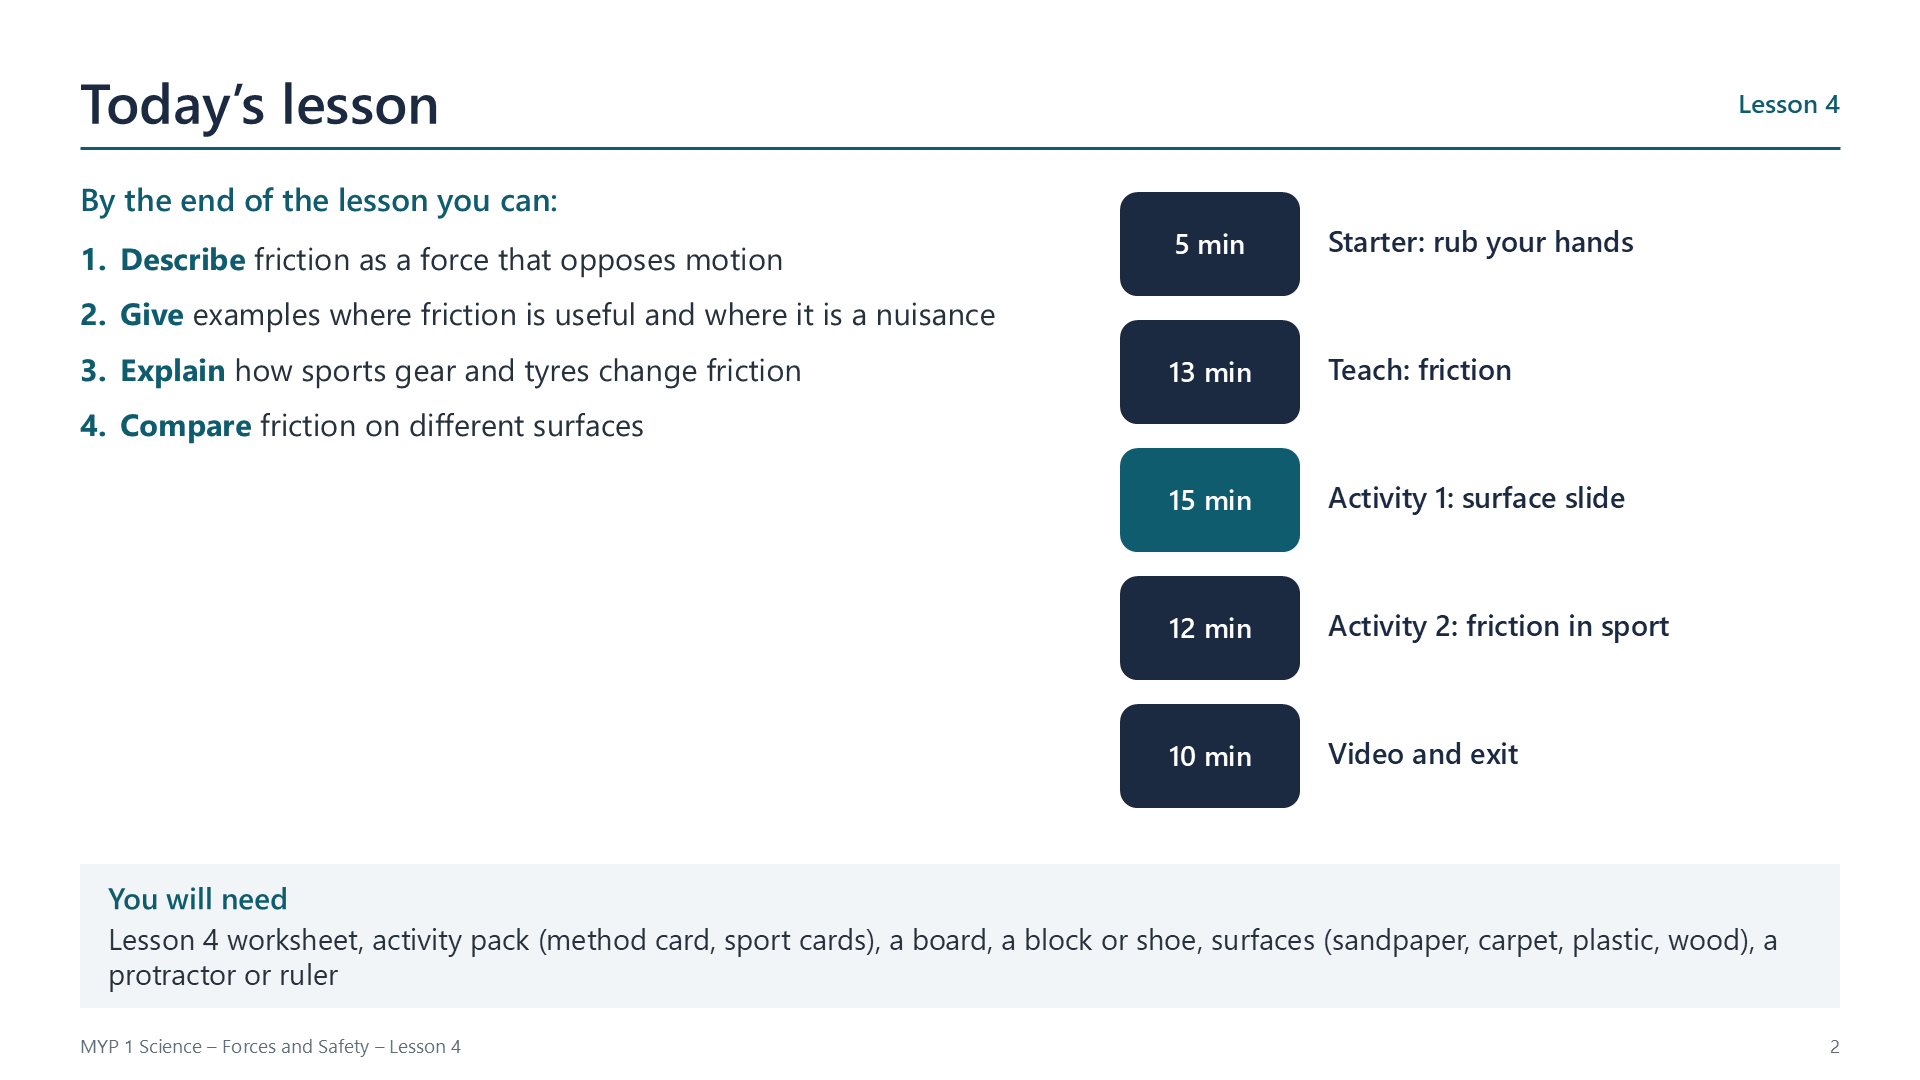 Today’s lesson
Lesson 4
By the end of the lesson you can:
1. Describe friction as a force that opposes motion
2. Give examples where friction is useful and where it is a nuisance
3. Explain how sports gear and tyres change friction
4. Compare friction on different surfaces
5 min
Starter: rub your hands
13 min
Teach: friction
15 min
Activity 1: surface slide
12 min
Activity 2: friction in sport
10 min
Video and exit
You will need
Lesson 4 worksheet, activity pack (method card, sport cards), a board, a block or shoe, surfaces (sandpaper, carpet, plastic, wood), a
protractor or ruler
MYP 1 Science – Forces and Safety – Lesson 4
2